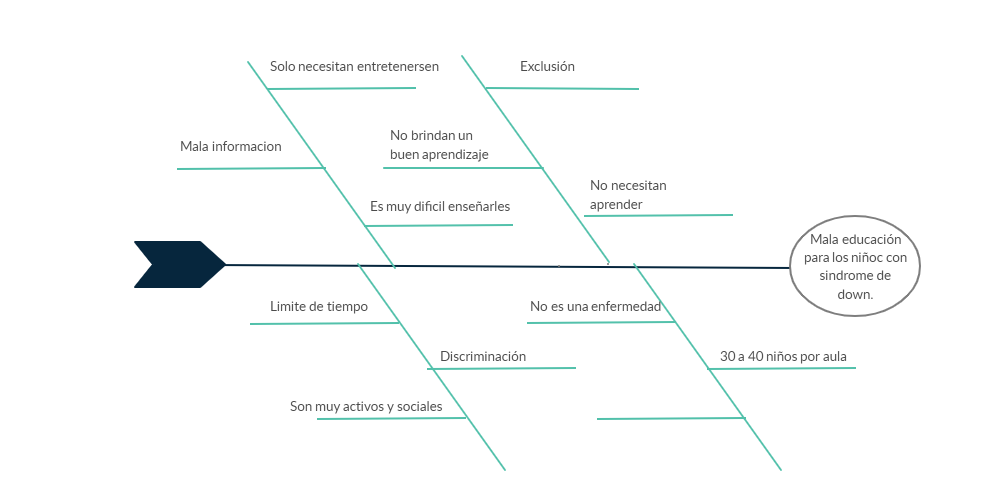 Solo necesitan entretenersen
Exclusión
Mala informacion
No brindan un
buen aprendizaje
Es muy dificil enseñarles
No necesitan
aprender
Mala educación
para los niñoc con
sindrome de
down.
Limite de tiempo
No es una enfermedad
Discriminación
30 a 40 niños por aula
Son muy activos y sociales